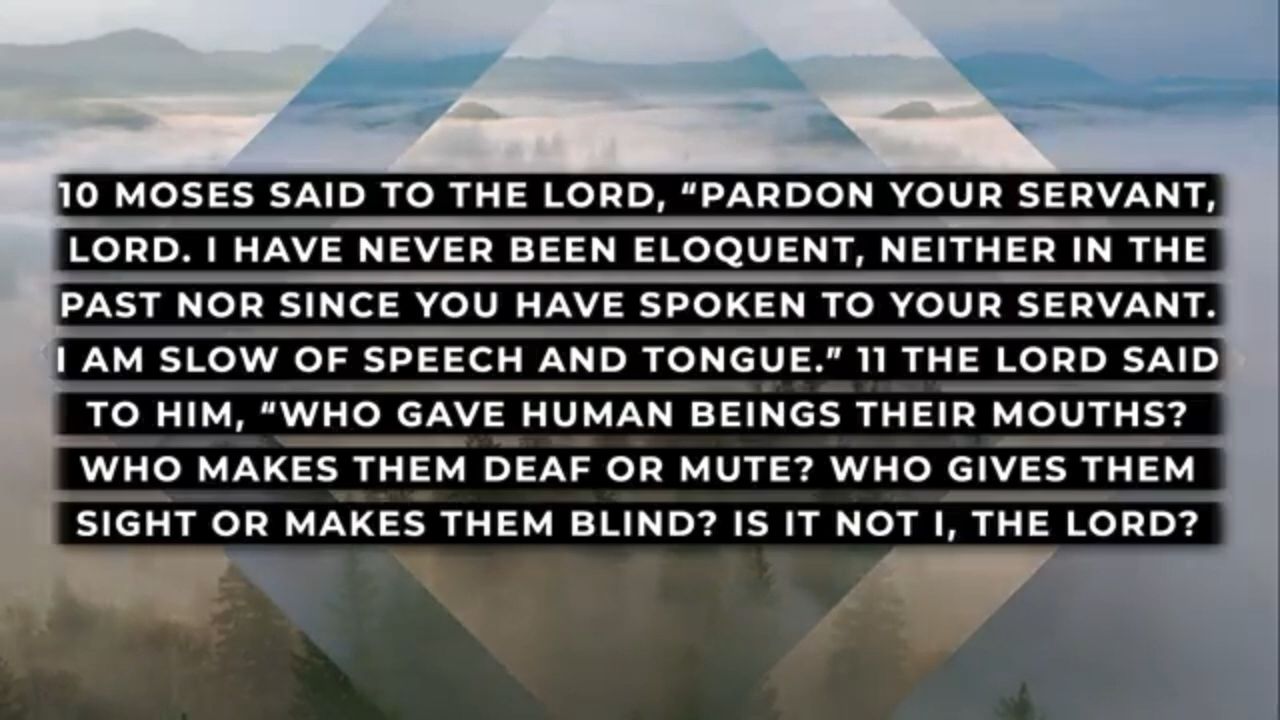 10 MOSES SAID TO THE LORD, “PARDON YOUR SERVANT,
LORD. I HAVE NEVER BEEN ELOQUENT, NEITHER IN THE
PAST NOR SINCE YOU HAVE SPOKEN TO YOUR SERVANT.
I AM SLOW OF SPEECH AND TONGUE.” 11 THE LORD SAID
TO HIM, “WHO GAVE HUMAN BEINGS THEIR MOUTHS?
WHO MAKES THEM DEAF OR MUTE? WHO GIVES THEM
SIGHT OR MAKES THEM BLIND? IS IT NOT I, THE LORD?